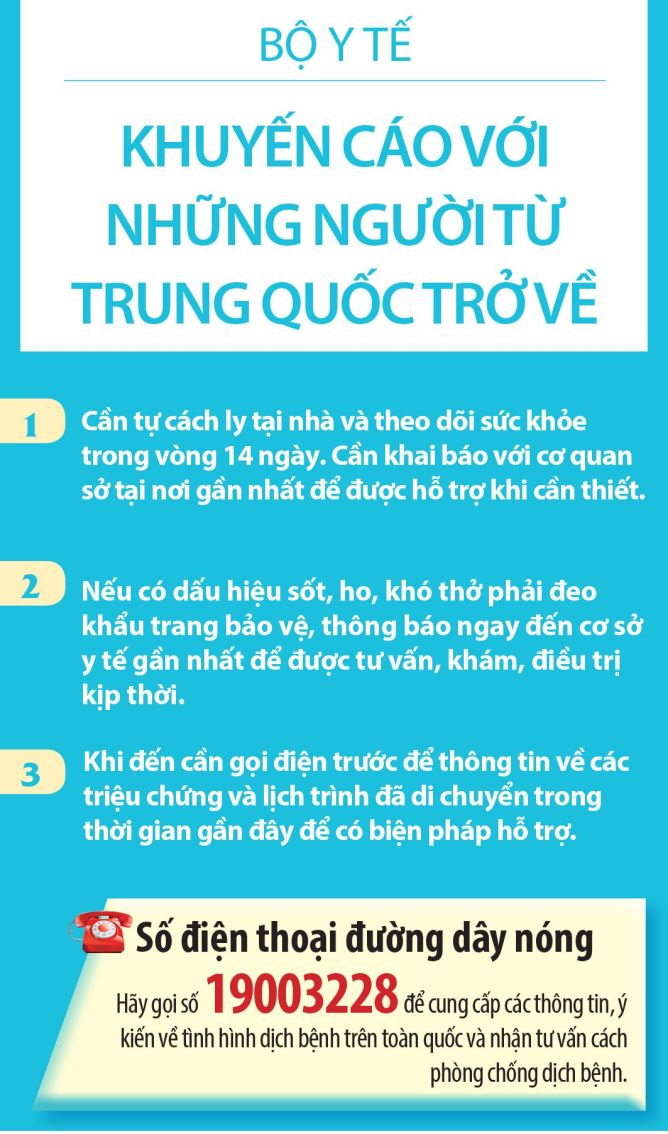 BỘ Y TẾ
KHUYẾN CÁO VỚI
NHỮNG NGƯỜI TỪ
TRUNG QUỐC TRỞ VỀ
1
Cần tự cách ly tại nhà và theo dõi sức khỏe
trong vòng 14 ngày. Cần khai báo với cơ quan
sở tại nơi gần nhất để được hỗ trợ khi cần thiết.
2
Nếu có dấu hiệu sốt, ho, khó thở phải đeo
khẩu trang bảo vệ, thông báo ngay đến cơ sở
y tế gần nhất để được tư vấn, khám, điều trị
kịp thời.
3
Khi đến cần gọi điện trước để thông tin về các
triệu chứng và lịch trình đã di chuyển trong
thời gian gần đây để có biện pháp hỗ trợ.
Số điện thoại đường dây nóng
Hãy gọi số 19003228 để cung cấp các thông tin, ý
kiến về tình hình dịch bệnh trên toàn quốc và nhận tư vấn cách
phòng chống dịch bệnh.